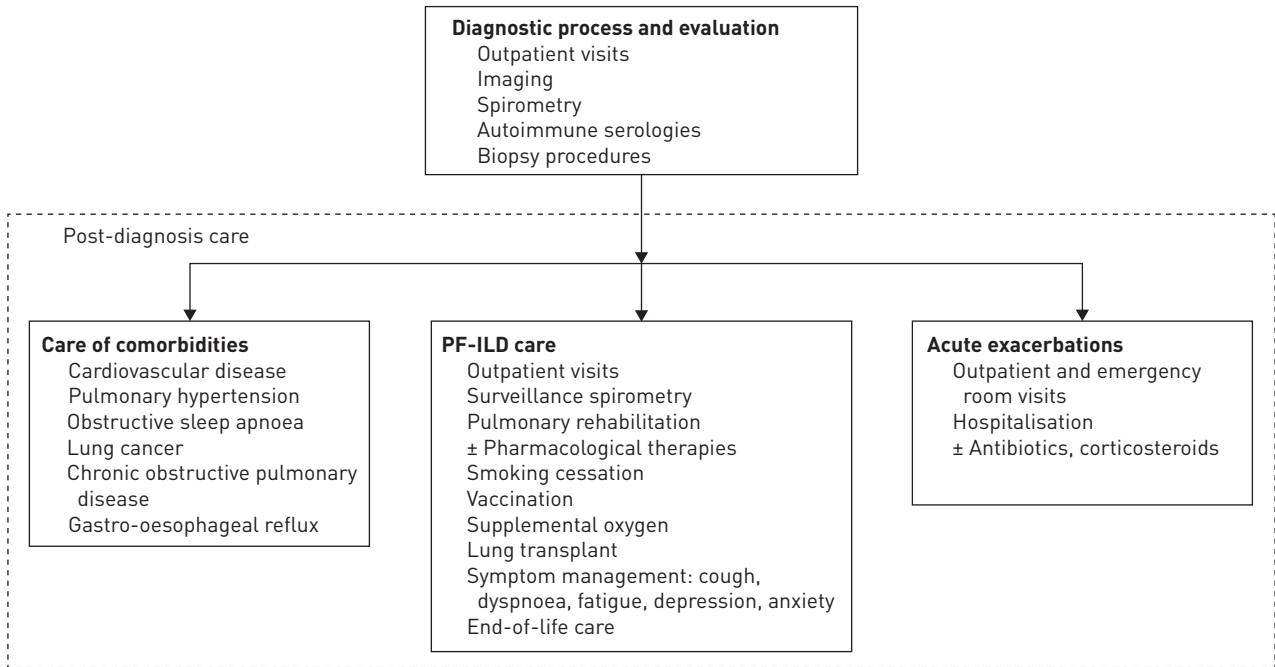 Diagnostic process and evaluation
Outpatient visits
Imaging
Spirometry
Autoimmune serologies
Biopsy procedures
Post-diagnosis care
Care of comorbidities
Cardiovascular disease
Pulmonary hypertension
Obstructive sleep apnoea
Lung cancer
Chronic obstructive pulmonary
disease
Gastro-oesophageal reflux
PF-ILD care
Outpatient visits
Surveillance spirometry
Pulmonary rehabilitation
± Pharmacological therapies
Smoking cessation
Vaccination
Supplemental oxygen
Lung transplant
Symptom management: cough,
dyspnoea, fatigue, depression, anxiety
End-of-life care
Acute exacerbations
Outpatient and emergency
room visits
Hospitalisation
± Antibiotics, corticosteroids